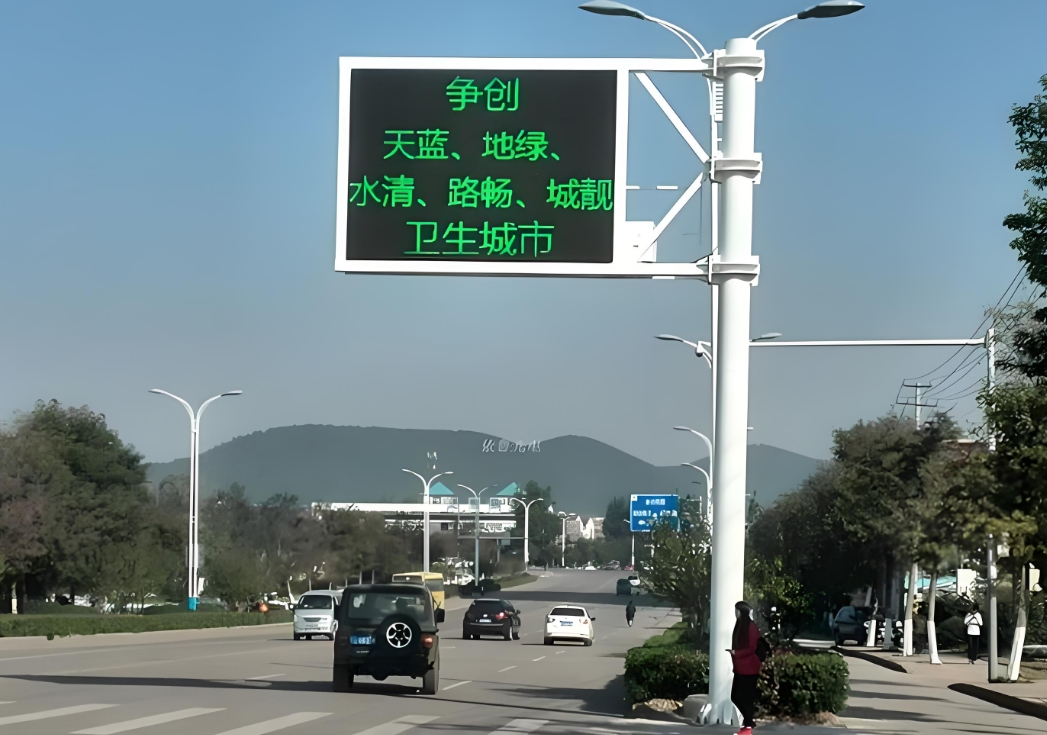 争创
天蓝、地绿、
水清、路畅、城靓
卫生城市